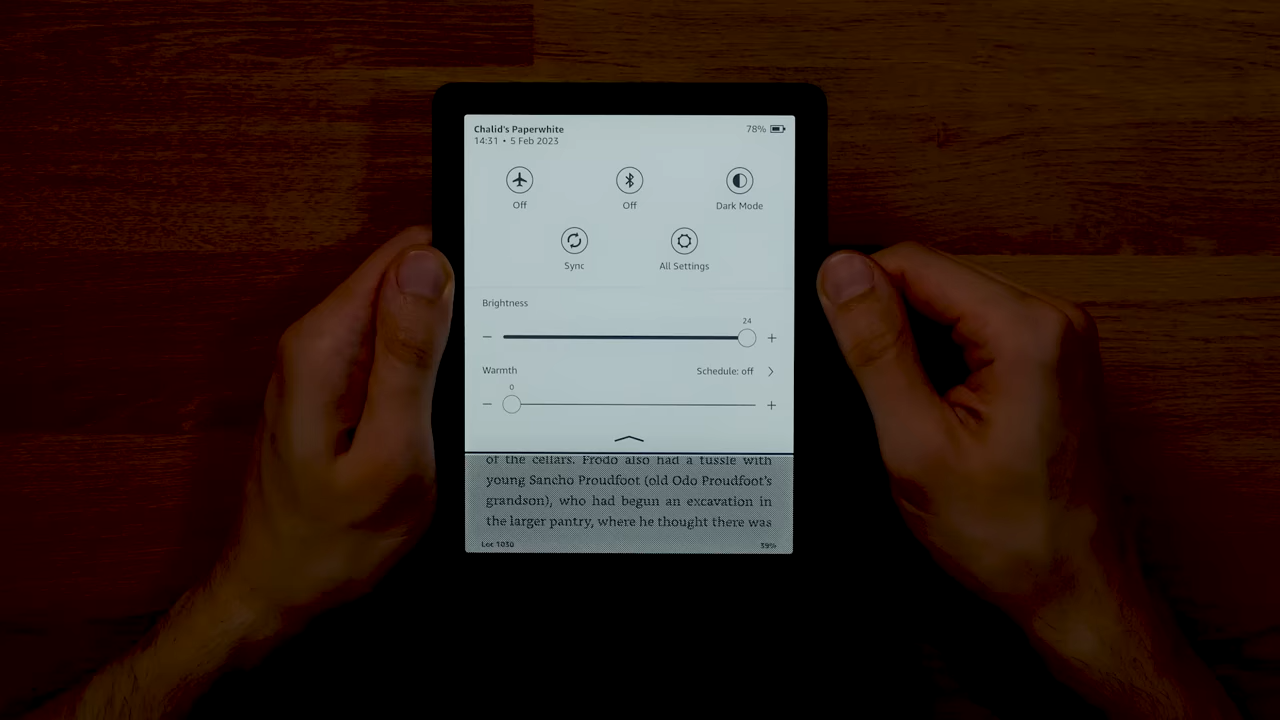 Chalid's Paperwhite
78%
14:31 • 5 Feb 2023
Off Off Dark Mode
Sync All Settings
Brightness
24
Warmth Schedule: off
0
of the cellars. Frodo also had a tussle with
young Sancho Proudfoot (old Odo Proudfoot's
grandson), who had begun an excavation in
the larger pantry, where he thought there was
Loc 1030 39%